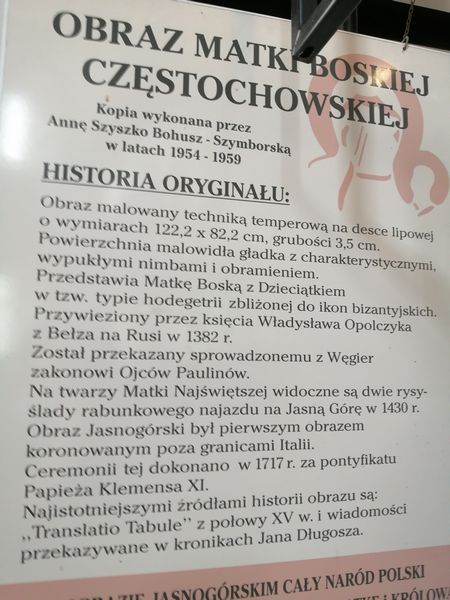 OBRAZ MATKI BOSKIEJ
CZĘSTOCHOWSKIEJ
Kopia wykonana przez
Annę Szyszko Bohusz - Szymborską
w latach 1954 - 1959
HISTORIA ORYGINAŁU:
Obraz malowany techniką temperową na desce lipowej
o wymiarach 122,2 x 82,2 cm, grubości 3,5 cm.
Powierzchnia malowidła gładka z charakterystycznymi,
wypukłymi nimbami i obramieniem.
Przedstawia Matkę Boską z Dzieciątkiem
w tzw. typie hodegetrii zbliżonej do ikon bizantyjskich.
Przywieziony przez księcia Władysława Opolczyka
z Bełza na Rusi w 1382 r.
Został przekazany sprowadzonemu z Węgier
zakonowi Ojców Paulinów.
Na twarzy Matki Najświętszej widoczne są dwie rysy-
ślady rabunkowego najazdu na Jasną Górę w 1430 r.
Obraz Jasnogórski był pierwszym obrazem
koronowanym poza granicami Italii.
Ceremonii tej dokonano w 1717 r. za pontyfikatu
Papieża Klemensa XI.
Najistotniejszymi źródłami historii obrazu są:
,,Translatio Tabule" z połowy XV w. i wiadomości
przekazywane w kronikach Jana Długosza.
JASNOGÓRSKIM CAŁY NARÓD POLSKI